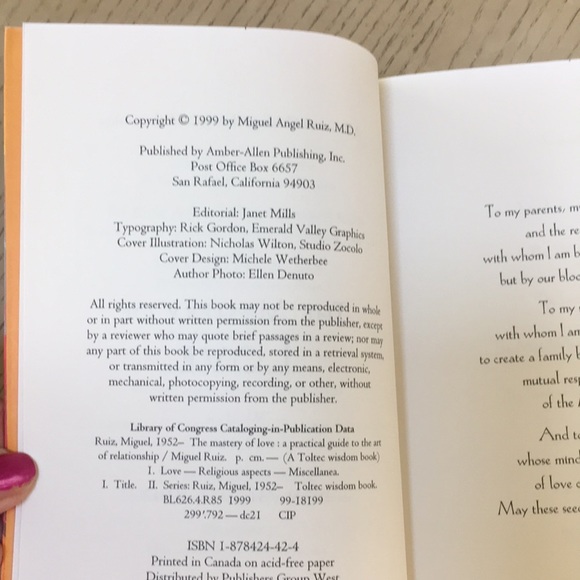 Copyright © 1999 by Miguel Angel Ruiz, M.D.
Published by Amber-Allen Publishing, Inc.
Post Office Box 6657
San Rafael, California 94903
Editorial: Janet Mills
Typography: Rick Gordon, Emerald Valley Graphics
Cover Illustration: Nicholas Wilton, Studio Zocolo
Cover Design: Michele Wetherbee
Author Photo: Ellen Denuto
All rights reserved. This book may not be reproduced in whole
or in part without written permission from the publisher, except
by a reviewer who may quote brief passages in a review; nor may
any part of this book be reproduced, stored in a retrieval system,
or transmitted in any form or by any means, electronic,
mechanical, photocopying, recording, or other, without
written permission from the publisher.
Library of Congress Cataloging-in-Publication Data
Ruiz, Miguel, 1952– The mastery of love : a practical guide to the art
of relationship / Miguel Ruiz. p. cm. — (A Toltec wisdom book)
1. Love — Religious aspects — Miscellanea.
I. Title. II. Series: Ruiz, Miguel, 1952– Toltec wisdom book.
BL626.4.R85 1999 99-18199
299'.792 — dc21 CIP
ISBN 1-878424-42-4
Printed in Canada on acid-free paper
Distributed by Publishers Group West
To my parents,
and the
with whom I am
but by our
To my
with whom I am
to create a family
mutual
of the
And
whose
of love
May these